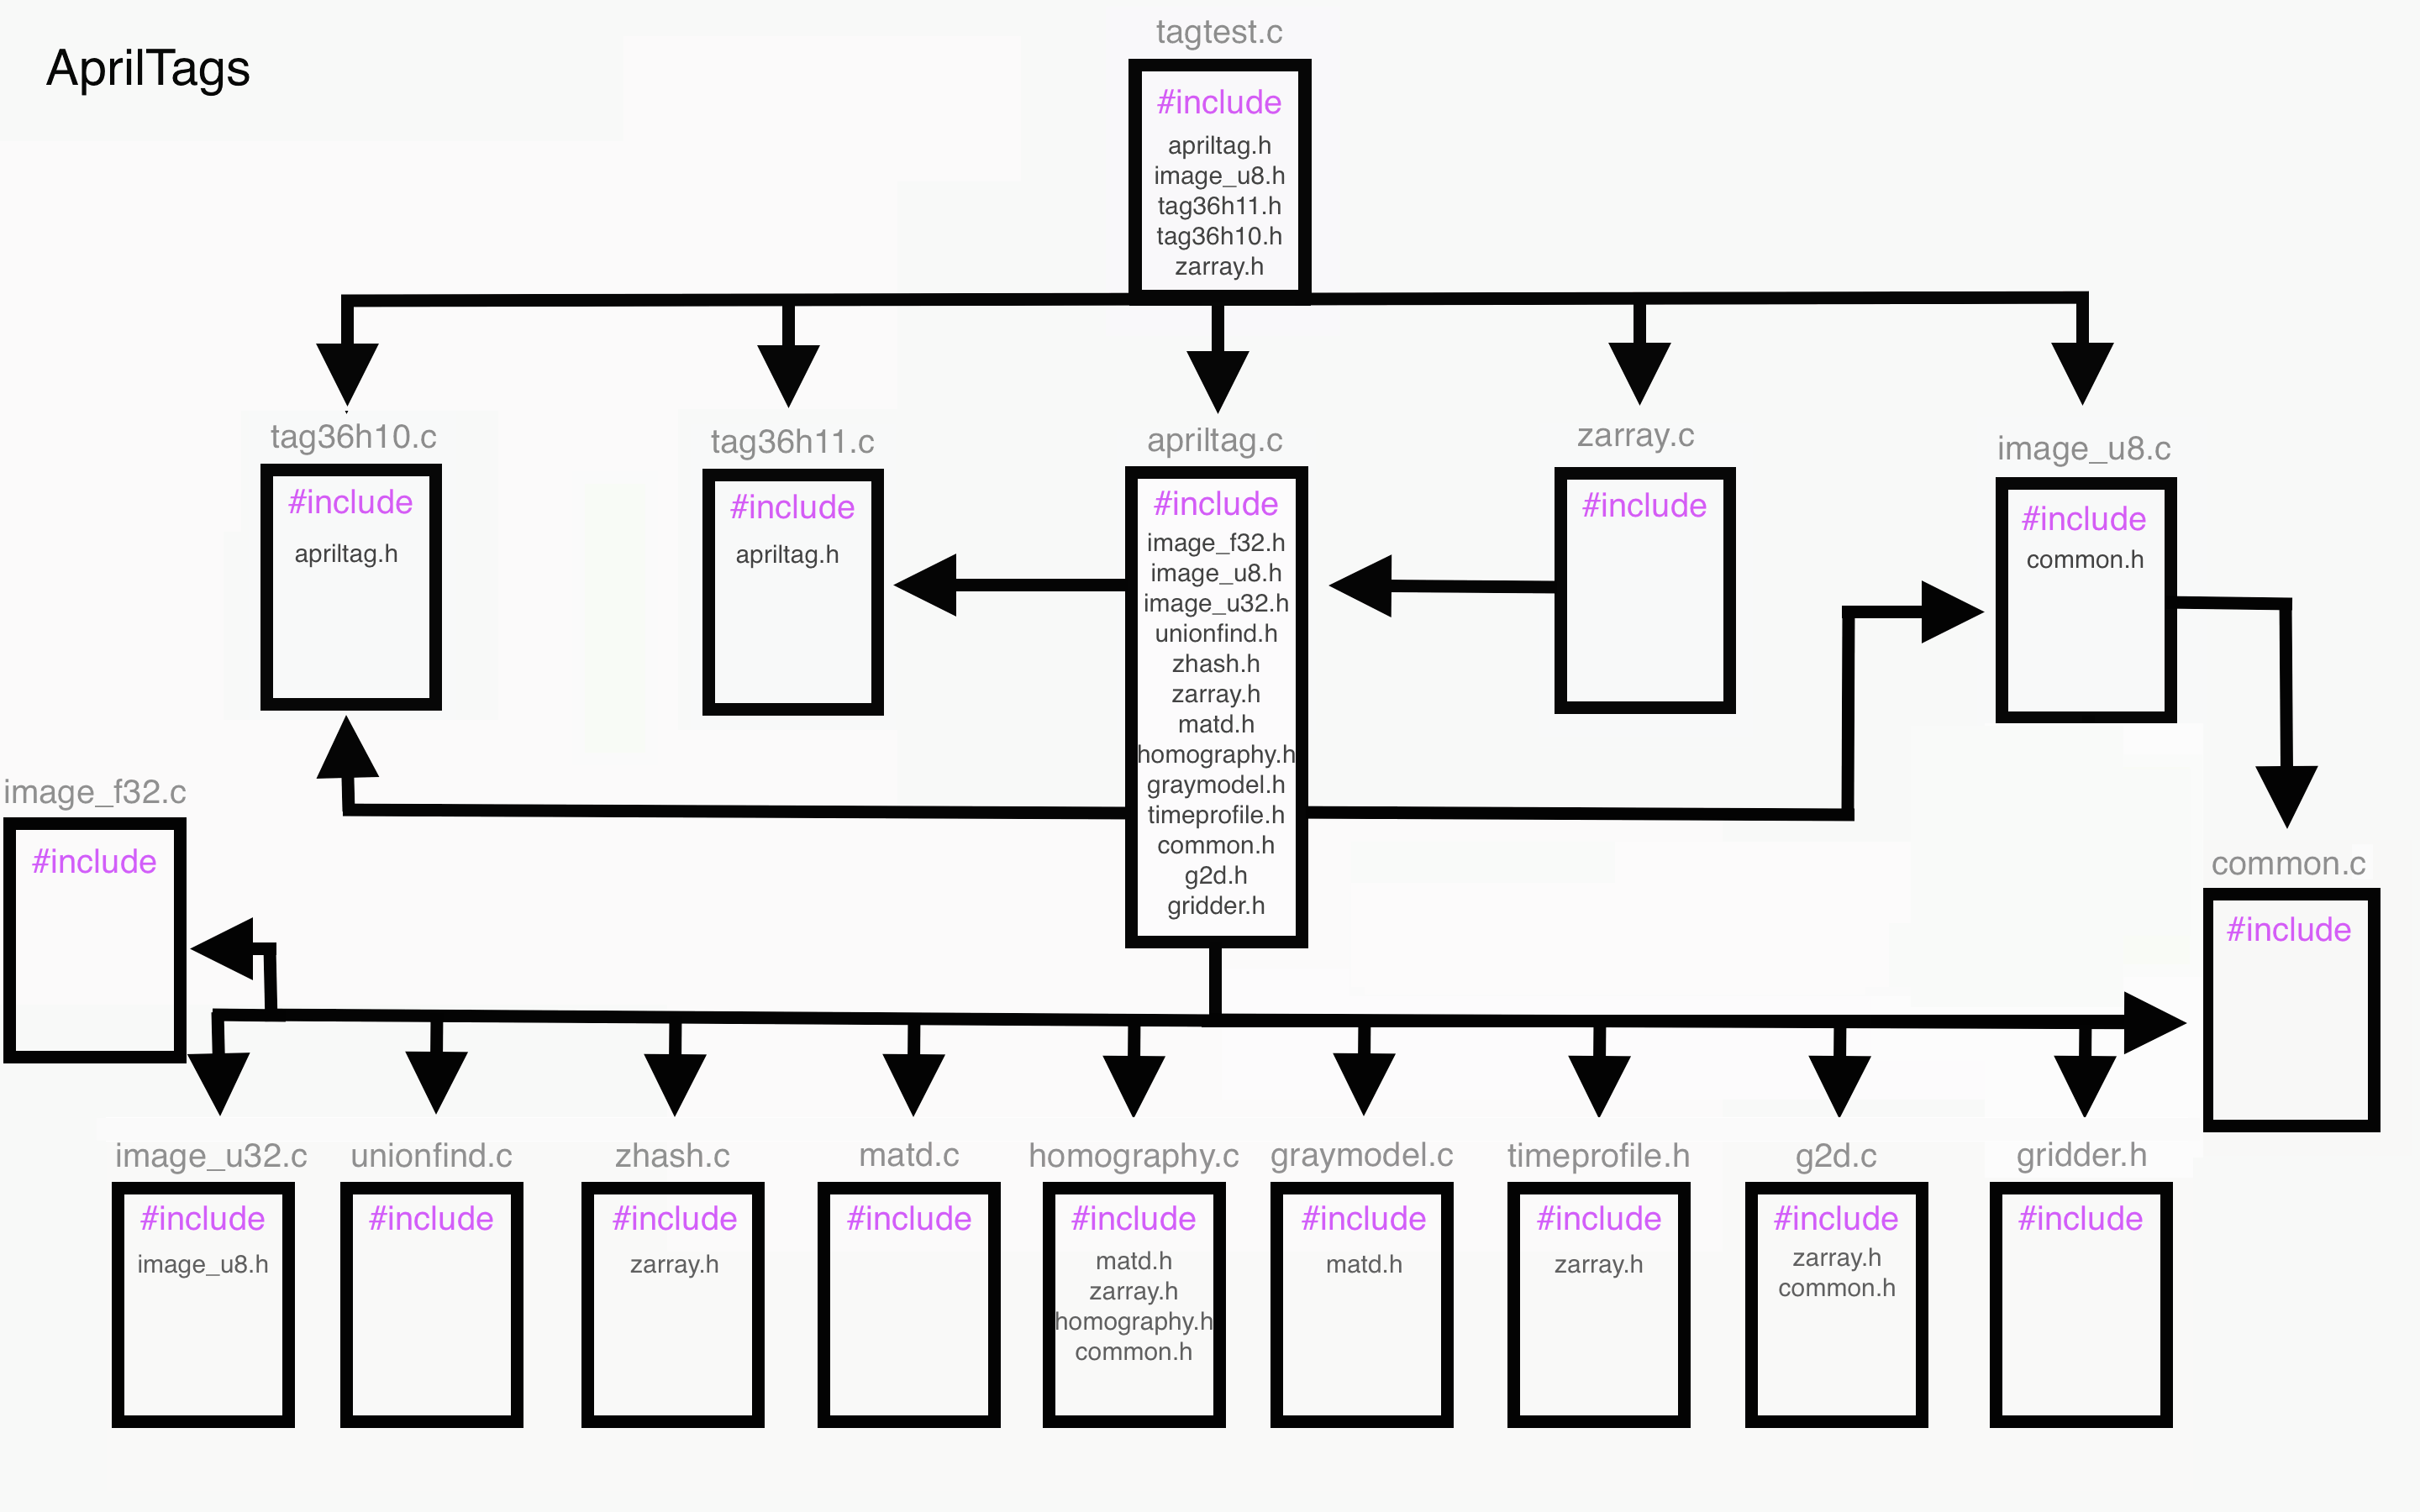 AprilTags
tagtest.c
#include
apriltag.h
image_u8.h
tag36h11.h
tag36h10.h
zarray.h
tag36h10.c
#include
apriltag.h
tag36h11.c
#include
apriltag.h
apriltag.c
#include
image_f32.h
image_u8.h
image_u32.h
unionfind.h
zhash.h
zarray.h
matd.h
homography.h
graymodel.h
timeprofile.h
common.h
g2d.h
gridder.h
zarray.c
#include
image_u8.c
#include
common.h
image_f32.c
#include
common.c
#include
image_u32.c
#include
image_u8.h
unionfind.c
#include
zhash.c
#include
zarray.h
matd.c
#include
homography.c
#include
matd.h
zarray.h
homography.h
common.h
graymodel.c
#include
matd.h
timeprofile.h
#include
zarray.h
g2d.c
#include
zarray.h
common.h
gridder.h
#include